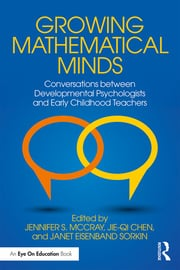 GROWING
MATHEMATICAL
MINDS
Conversations between
Developmental Psychologists
and Early Childhood Teachers
Edited by
JENNIFER S. MCCRAY, JIE-QI CHEN,
AND JANET EISENBAND SORKIN
An Eye On Education Book